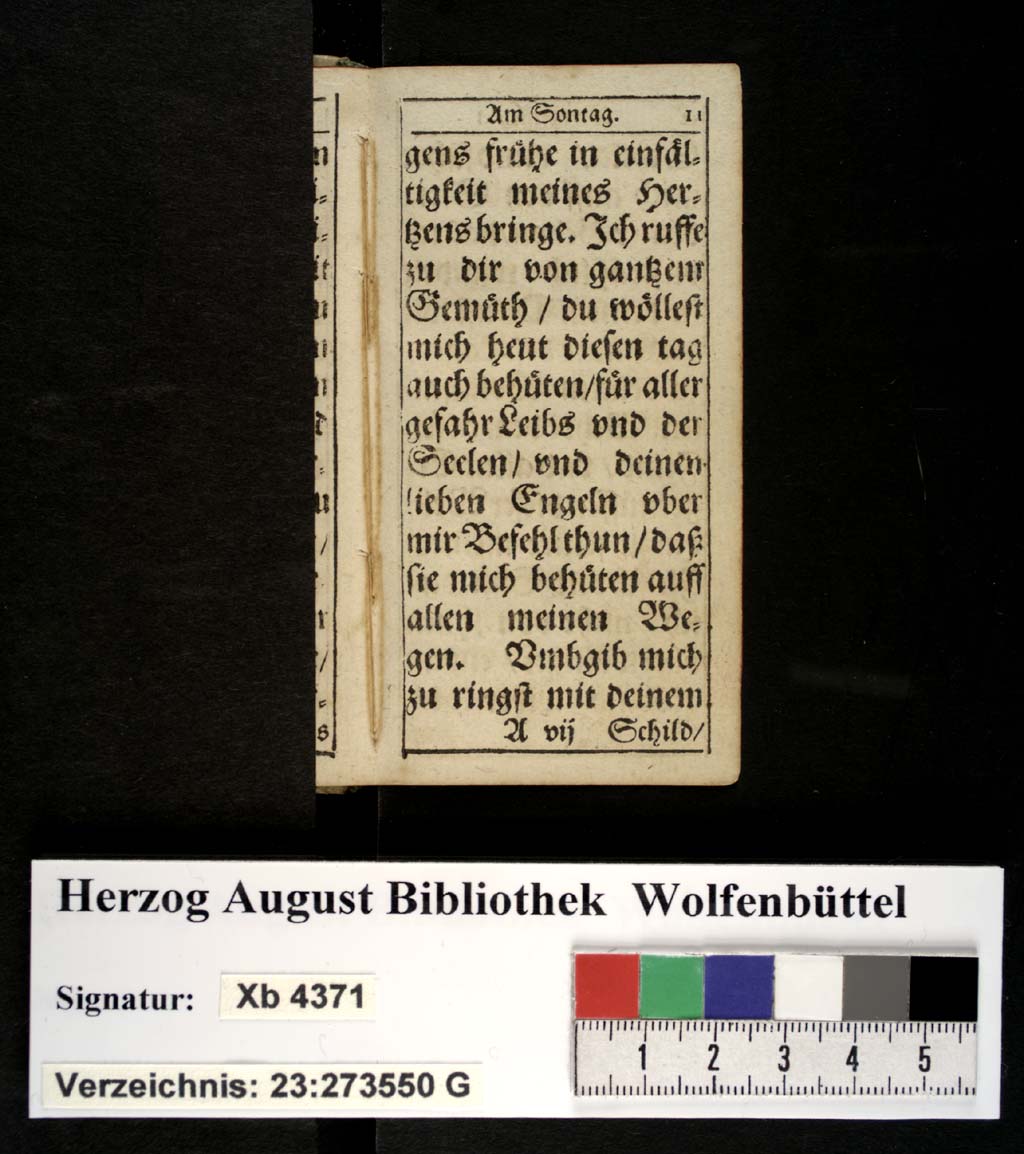 Am Sontag. 11
gens frühe in einfäl⸗
tigkeit meines Her⸗
tzens bringe. Ich ruffe
zu dir von gantzem
Gemüth / du wöllest
mich heut diesen tag
auch behüten/für aller
gefahr Leibs vnd der
Seelen/ vnd deinen
lieben Engeln vber
mir Befehl thun/daß
sie mich behüten auff
allen meinen We⸗
gen. Vmbgib mich
zu ringst mit deinem
A vij Schild/
Herzog August Bibliothek Wolfenbüttel
Signatur: Xb 4371
Verzeichnis: 23:273550 G
1 2 3 4 5